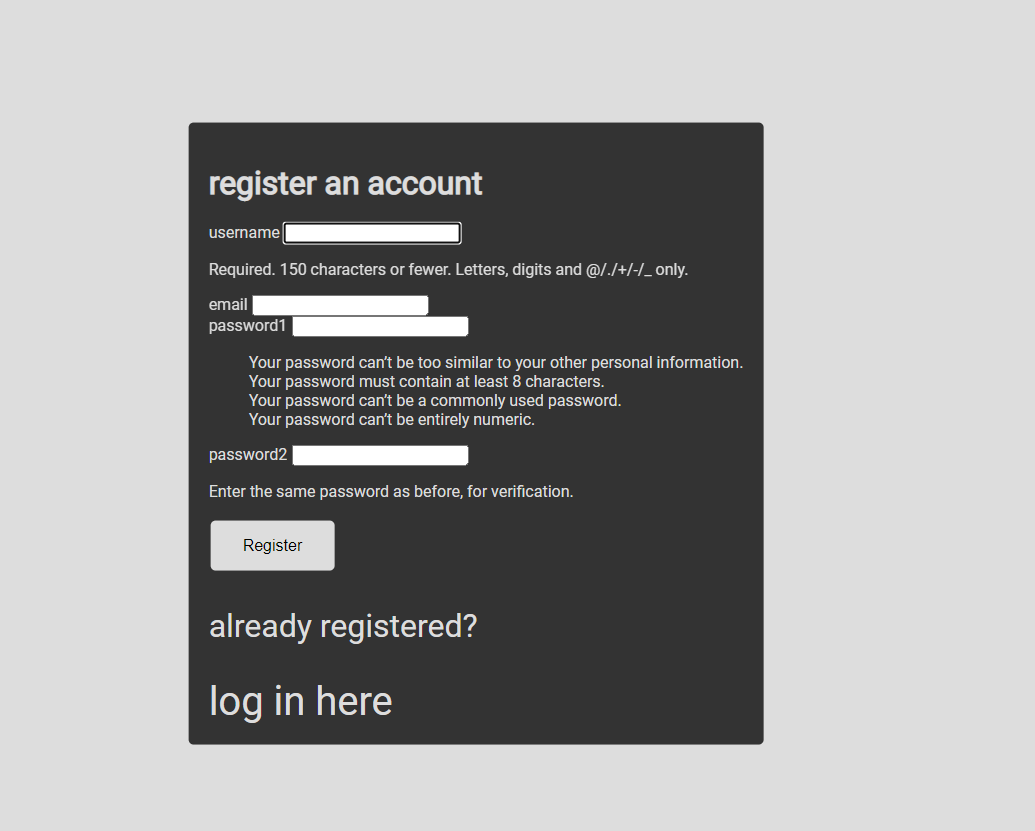 register an account
username
Required. 150 characters or fewer. Letters, digits and @/./+/-/_ only.
email
password1
Your password can’t be too similar to your other personal information.
Your password must contain at least 8 characters.
Your password can’t be a commonly used password.
Your password can’t be entirely numeric.
password2
Enter the same password as before, for verification.
Register
already registered?
log in here